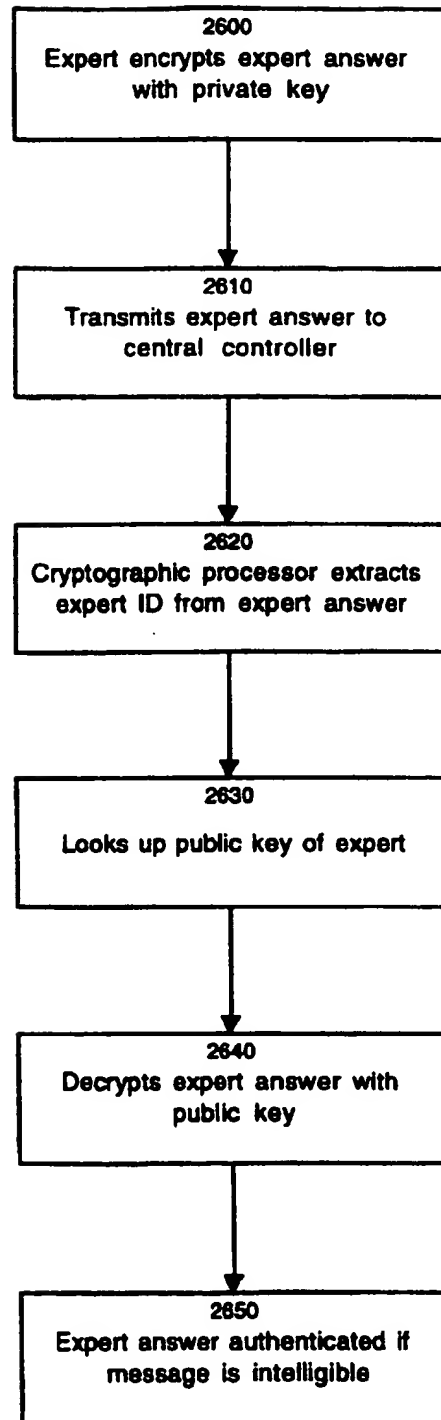 2600
Expert encrypts expert answer
with private key
2610
Transmits expert answer to
central controller
2620
Cryptographic processor extracts
expert ID from expert answer
2630
Looks up public key of expert
2640
Decrypts expert answer with
public key
2650
Expert answer authenticated if
message is intelligible